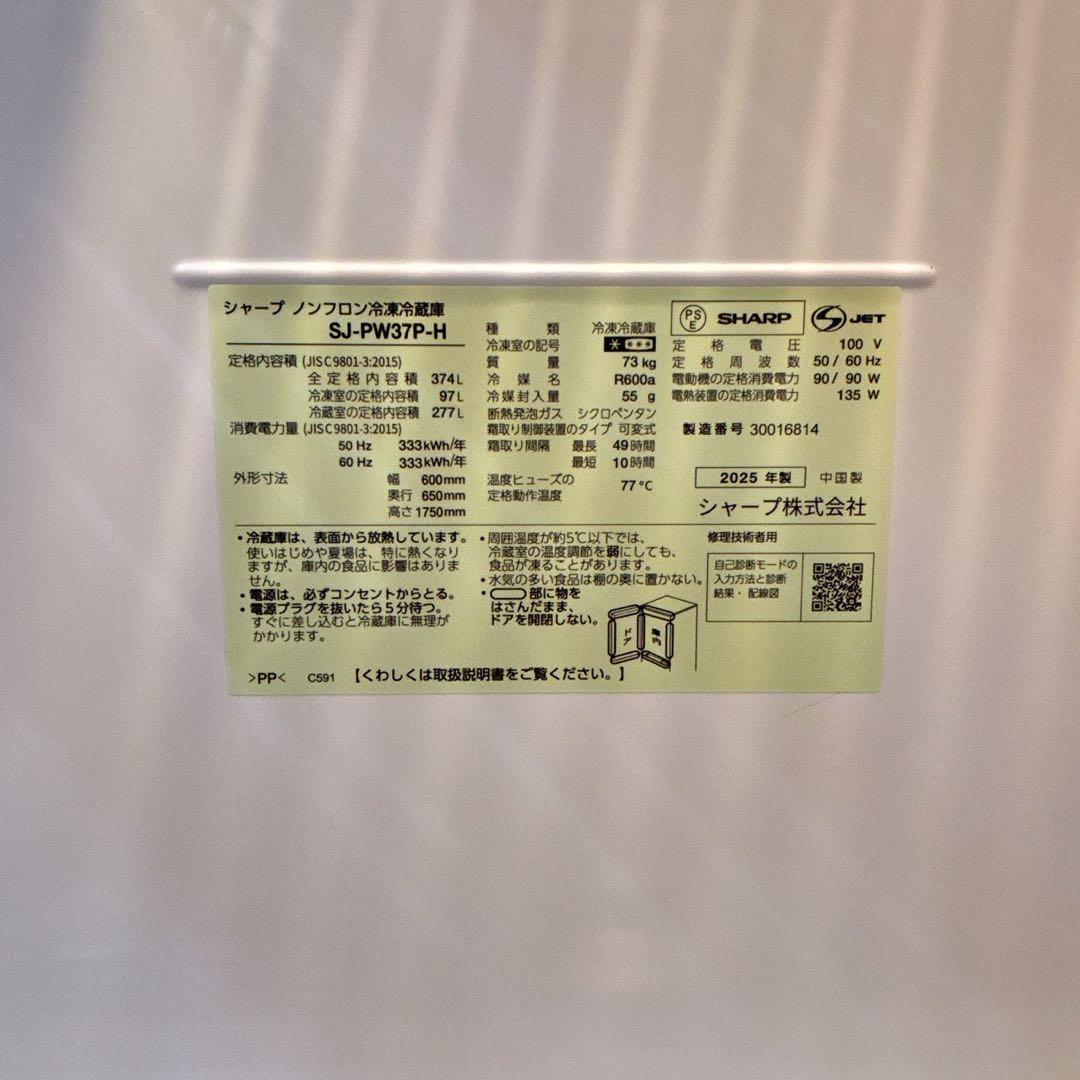 シャープ ノンフロン冷凍冷蔵庫
SJ-PW37P-H
定格内容積 (JIS C 9801-3:2015)
全定格内容積 374L
冷凍室の定格内容積 97L
冷蔵室の定格内容積 277L
消費電力量 (JIS C 9801-3:2015)
50 Hz 333kWh/年
60 Hz 333kWh/年
外形寸法 幅 600mm
奥行 650mm
高さ 1750mm
種類 冷凍冷蔵庫
冷凍室の記号
質量 73 kg
冷媒名 R600a
冷媒封入量 55 g
断熱発泡ガス シクロペンタン
霜取り制御装置のタイプ 可変式
霜取り間隔 最長 49時間
最短 10時間
温度ヒューズの
定格動作温度 77℃
PS
E
SHARP
S JET
定格電圧 100 V
定格周波数 50/60 Hz
電動機の定格消費電力 90/90 W
電熱装置の定格消費電力 135 W
製造番号 30016814
2025 年製 中国製
シャープ株式会社
・冷蔵庫は、表面から放熱しています。
使いはじめや夏場は、特に熱くなり
ますが、庫内の食品に影響はありま
せん。
・電源は、必ずコンセントからとる。
・電源プラグを抜いたら5分待つ。
すぐに差し込むと冷蔵庫に無理が
かかります。
・周囲温度が約5℃以下では、
冷蔵室の温度調節を弱にしても、
食品が凍ることがあります。
・水気の多い食品は棚の奥に置かない。
・ 部に物を
はさんだまま、
ドアを開閉しない。
ドア
庫内
修理技術者用
自己診断モードの
入力方法と診断
結果・配線図
>PP< C591 【くわしくは取扱説明書をご覧ください。】